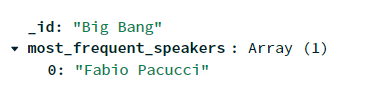 _id: "Big Bang"
▾ most_frequent_speakers : Array (1)
0: "Fabio Pacucci"